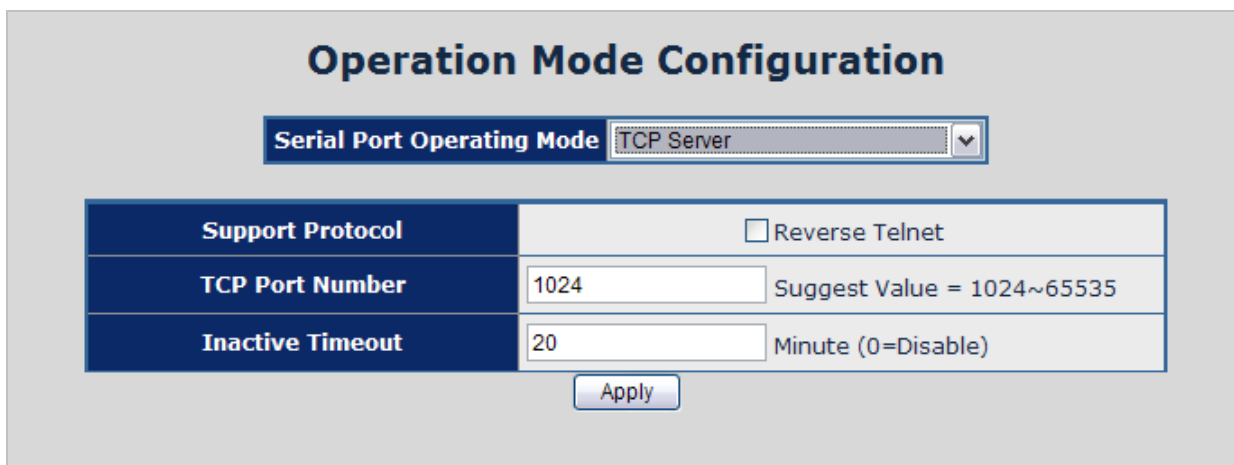 Operation Mode Configuration
Serial Port Operating Mode TCP Server
Support Protocol Reverse Telnet
TCP Port Number 1024 Suggest Value = 1024~65535
Inactive Timeout 20 Minute (0=Disable)
Apply